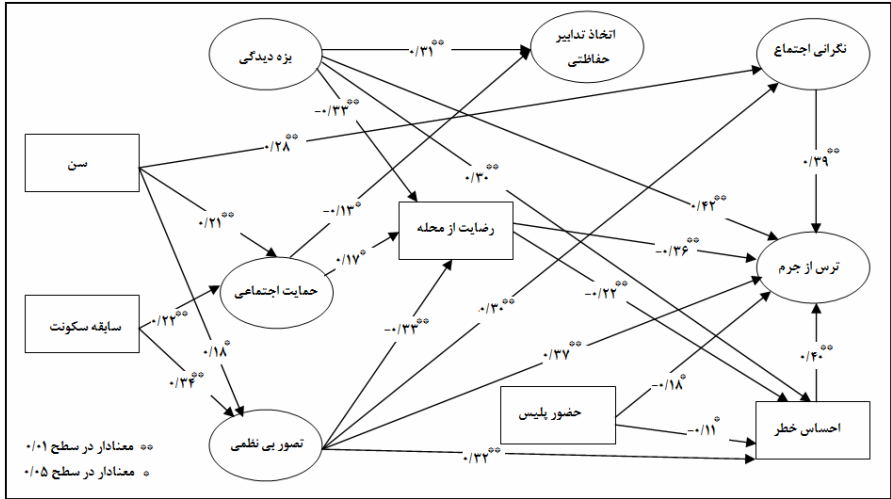 بزه دیدگی
۰/۳۱**
اتخاذ تدابیر
حفاظتی
نگرانی اجتماع
-۰/۳۳**
۰/۲۸**
۰/۳۹**
سن
۰/۳۰**
-۰/۱۳*
۰/۴۲**
۰/۲۱**
رضایت از محله
-۰/۳۶**
۰/۱۷*
ترس از جرم
حمایت اجتماعی
-۰/۲۲**
۰/۳۰**
سابقه سکونت
۰/۲۲**
-۰/۳۳**
۰/۱۸*
۰/۳۷**
۰/۴۰**
۰/۳۴**
-۰/۱۸*
حضور پلیس
احساس خطر
-۰/۱۱*
تصور بی نظمی
۰/۳۲**
** معنادار در سطح ۰/۰۱
* معنادار در سطح ۰/۰۵